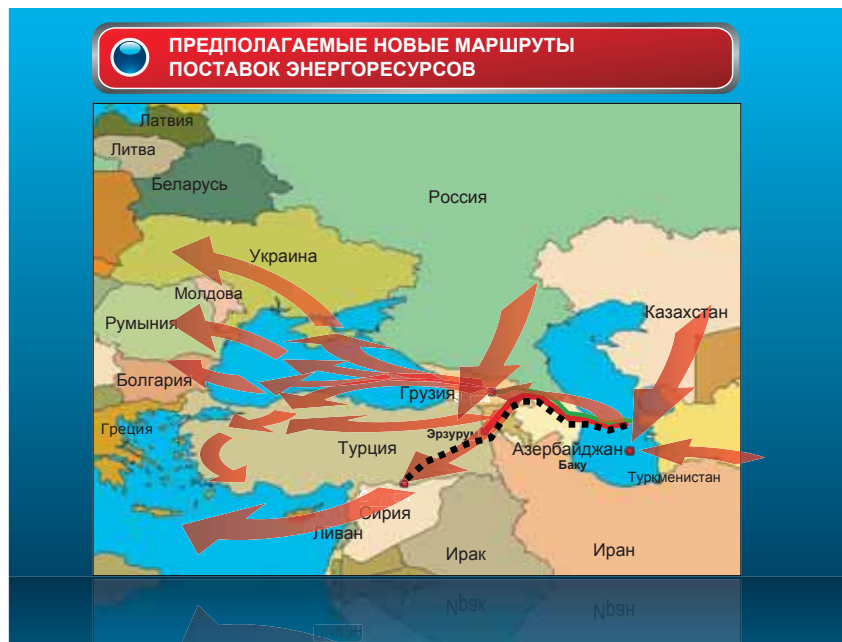 ПРЕДПОЛАГАЕМЫЕ НОВЫЕ МАРШРУТЫ
ПОСТАВОК ЭНЕРГОРЕСУРСОВ
Латвия
Литва
Беларусь
Россия
Украина
Молдова
Казахстан
Румыния
Болгария
Грузия
Греция
Эрзурум
Турция
Азербайджан
Баку
Туркменистан
Сирия
Ливан
Ирак
Иран